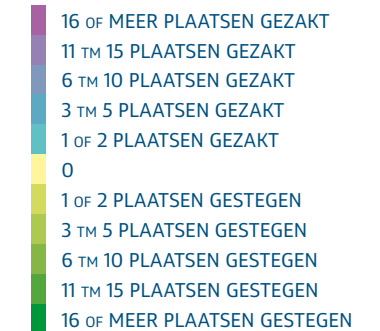 16 OF MEER PLAATSEN GEZAKT
11 TM 15 PLAATSEN GEZAKT
6 TM 10 PLAATSEN GEZAKT
3 TM 5 PLAATSEN GEZAKT
1 OF 2 PLAATSEN GEZAKT
0
1 OF 2 PLAATSEN GESTEGEN
3 TM 5 PLAATSEN GESTEGEN
6 TM 10 PLAATSEN GESTEGEN
11 TM 15 PLAATSEN GESTEGEN
16 OF MEER PLAATSEN GESTEGEN